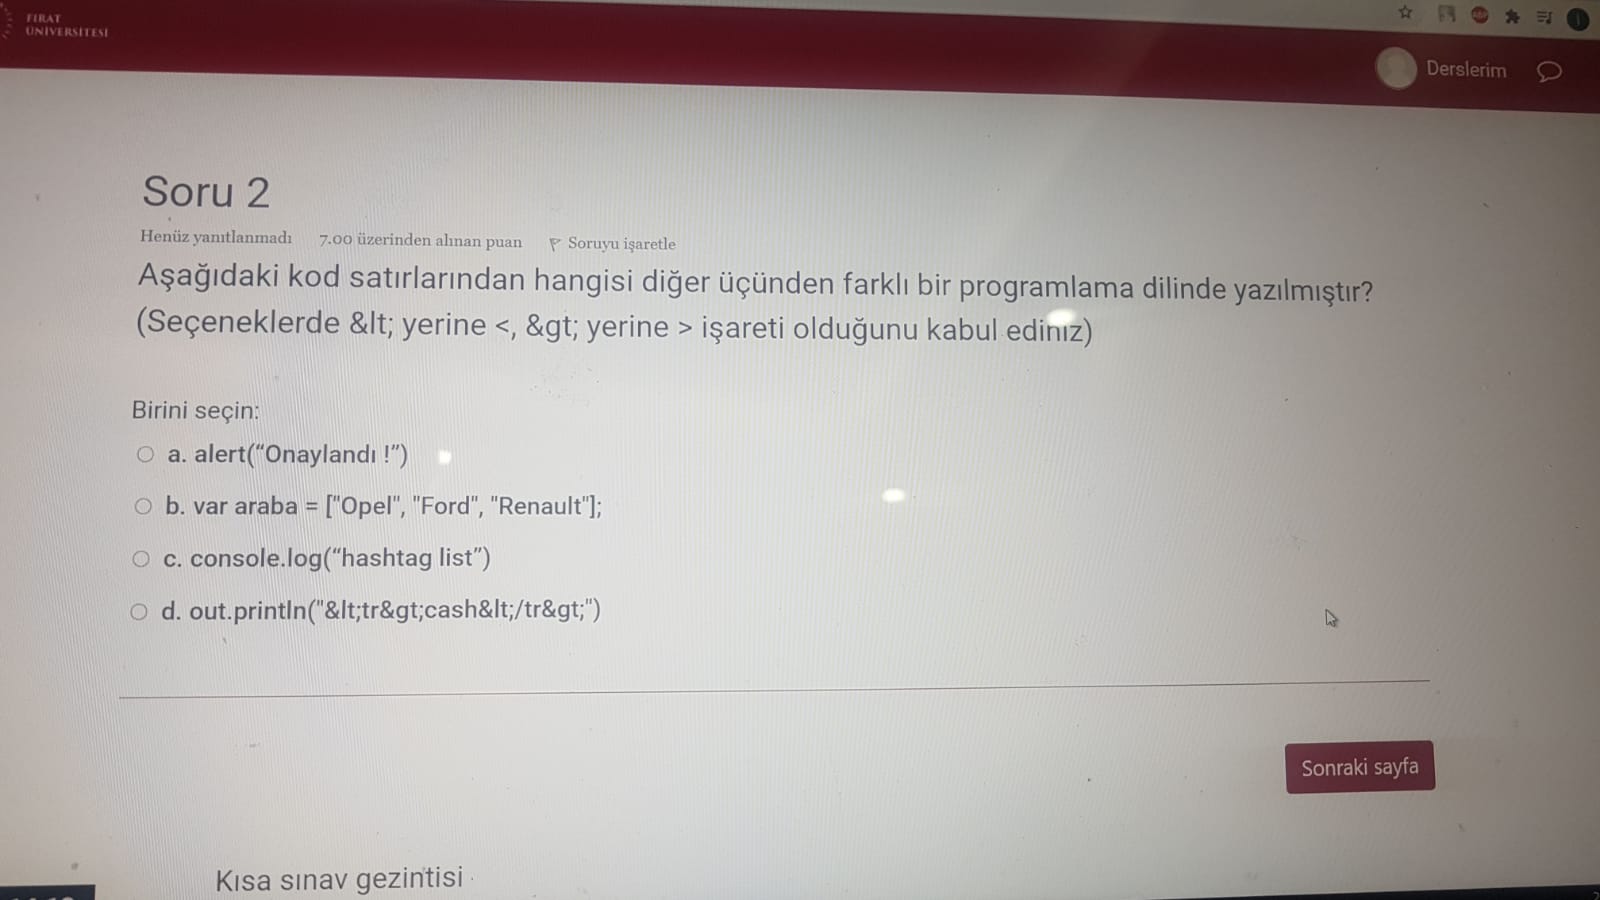 FIRAT
ÜNİVERSİTESİ
Derslerim
Soru 2
Henüz yanıtlanmadı 7.00 üzerinden alınan puan Soruyu işaretle
Aşağıdaki kod satırlarından hangisi diğer üçünden farklı bir programlama dilinde yazılmıştır?
(Seçeneklerde &lt; yerine <, &gt; yerine > işareti olduğunu kabul ediniz)
Birini seçin:
a. alert(“Onaylandı !”)
b. var araba = ["Opel", "Ford", "Renault"];
c. console.log(“hashtag list”)
d. out.println("&lt;tr&gt;cash&lt;/tr&gt;")
Sonraki sayfa
Kısa sınav gezintisi